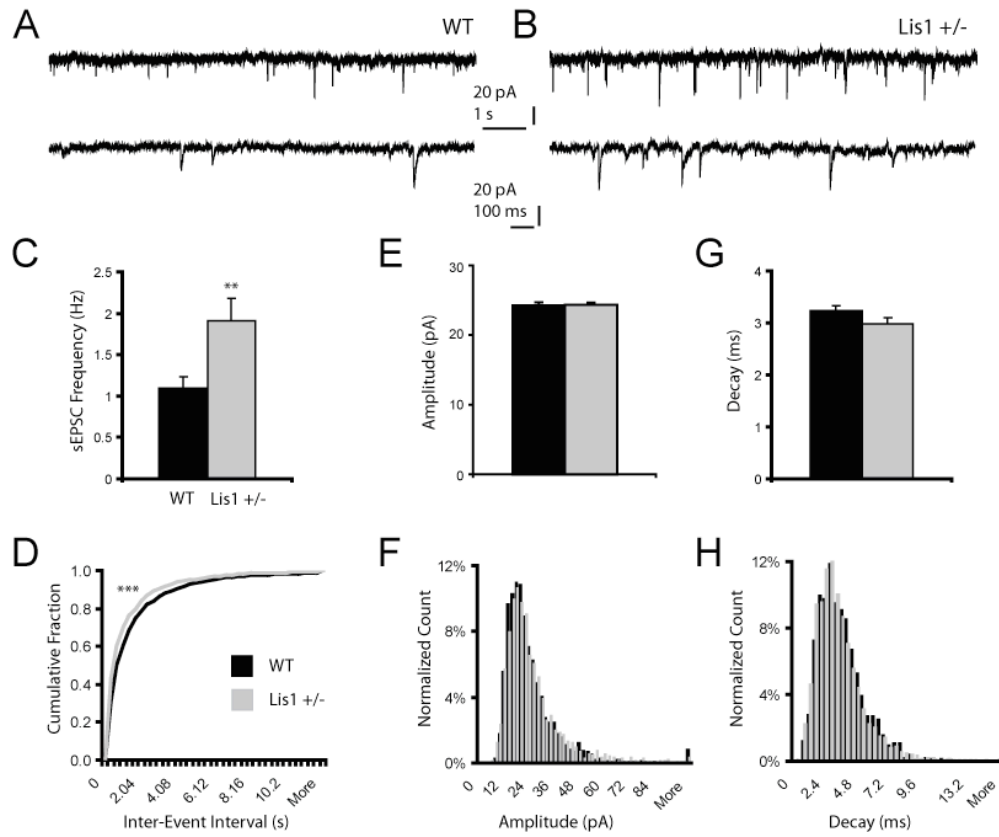 A
WT
B
Lis1 +/-
20 pA
1 s
20 pA
100 ms
C
2.5
2
1.5
1
0.5
0
sEPSC Frequency (Hz)
**
WT
Lis1 +/-
E
30
20
10
0
Amplitude (pA)
G
4
3
2
1
0
Decay (ms)
D
1.0
0.8
0.6
0.4
0.2
0.0
Cumulative Fraction
***
WT
Lis1 +/-
0
2.04
4.08
6.12
8.16
10.2
More
Inter-Event Interval (s)
F
12%
8%
4%
0%
Normalized Count
0
12
24
36
48
60
72
84
More
Amplitude (pA)
H
12%
8%
4%
0%
Normalized Count
0
2.4
4.8
7.2
9.6
13.2
More
Decay (ms)